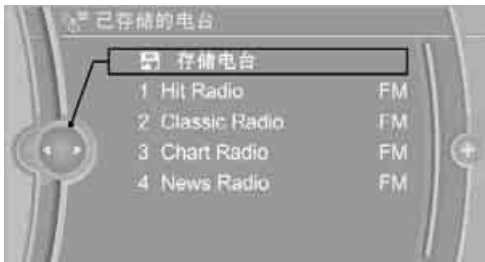 已存储的电台
存储电台
1 Hit Radio FM
2 Classic Radio FM
3 Chart Radio FM
4 News Radio FM